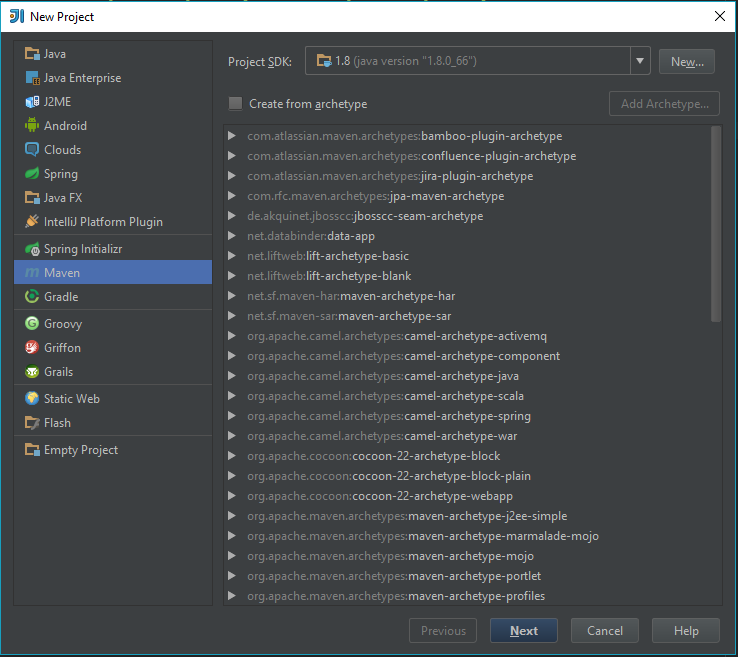 New Project
Java
Java Enterprise
J2ME
Android
Clouds
Spring
Java FX
IntelliJ Platform Plugin
Spring Initializr
Maven
Gradle
Groovy
Griffon
Grails
Static Web
Flash
Empty Project
Project SDK: 1.8 (java version "1.8.0_66") New...
Create from archetype Add Archetype...
com.atlassian.maven.archetypes:bamboo-plugin-archetype
com.atlassian.maven.archetypes:confluence-plugin-archetype
com.atlassian.maven.archetypes:jira-plugin-archetype
com.rfc.maven.archetypes:jpa-maven-archetype
de.akquinet.jbosscc:jbosscc-seam-archetype
net.databinder:data-app
net.liftweb:lift-archetype-basic
net.liftweb:lift-archetype-blank
net.sf.maven-har:maven-archetype-har
net.sf.maven-sar:maven-archetype-sar
org.apache.camel.archetypes:camel-archetype-activemq
org.apache.camel.archetypes:camel-archetype-component
org.apache.camel.archetypes:camel-archetype-java
org.apache.camel.archetypes:camel-archetype-scala
org.apache.camel.archetypes:camel-archetype-spring
org.apache.camel.archetypes:camel-archetype-war
org.apache.cocoon:cocoon-22-archetype-block
org.apache.cocoon:cocoon-22-archetype-block-plain
org.apache.cocoon:cocoon-22-archetype-webapp
org.apache.maven.archetypes:maven-archetype-j2ee-simple
org.apache.maven.archetypes:maven-archetype-marmalade-mojo
org.apache.maven.archetypes:maven-archetype-mojo
org.apache.maven.archetypes:maven-archetype-portlet
org.apache.maven.archetypes:maven-archetype-profiles
Previous Next Cancel Help